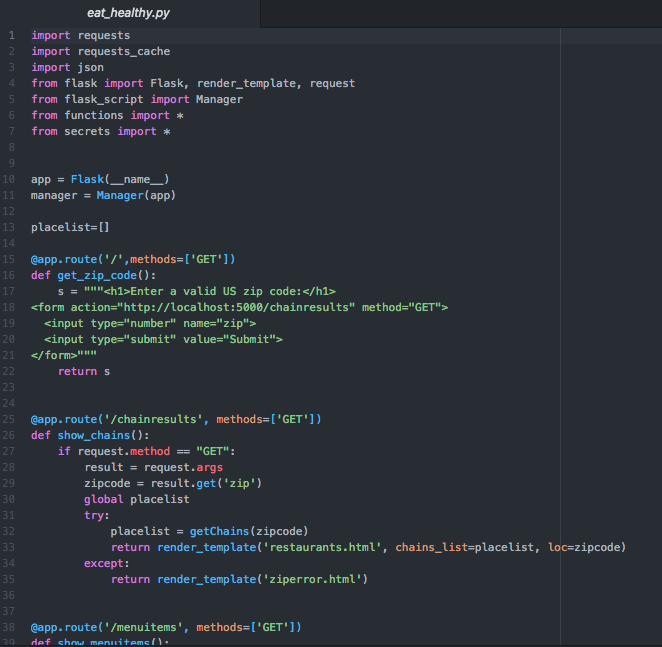 eat_healthy.py
1 import requests
2 import requests_cache
3 import json
4 from flask import Flask, render_template, request
5 from flask_script import Manager
6 from functions import *
7 from secrets import *
8
9
10 app = Flask(__name__)
11 manager = Manager(app)
12
13 placelist=[]
14
15 @app.route('/',methods=['GET'])
16 def get_zip_code():
17     s = """<h1>Enter a valid US zip code:</h1>
18 <form action="http://localhost:5000/chainresults" method="GET">
19   <input type="number" name="zip">
20   <input type="submit" value="Submit">
21 </form>"""
22     return s
23
24
25 @app.route('/chainresults', methods=['GET'])
26 def show_chains():
27     if request.method == "GET":
28         result = request.args
29         zipcode = result.get('zip')
30         global placelist
31         try:
32             placelist = getChains(zipcode)
33             return render_template('restaurants.html', chains_list=placelist, loc=zipcode)
34         except:
35             return render_template('ziperror.html')
36
37
38 @app.route('/menuitems', methods=['GET'])
39 def show_menuitems():